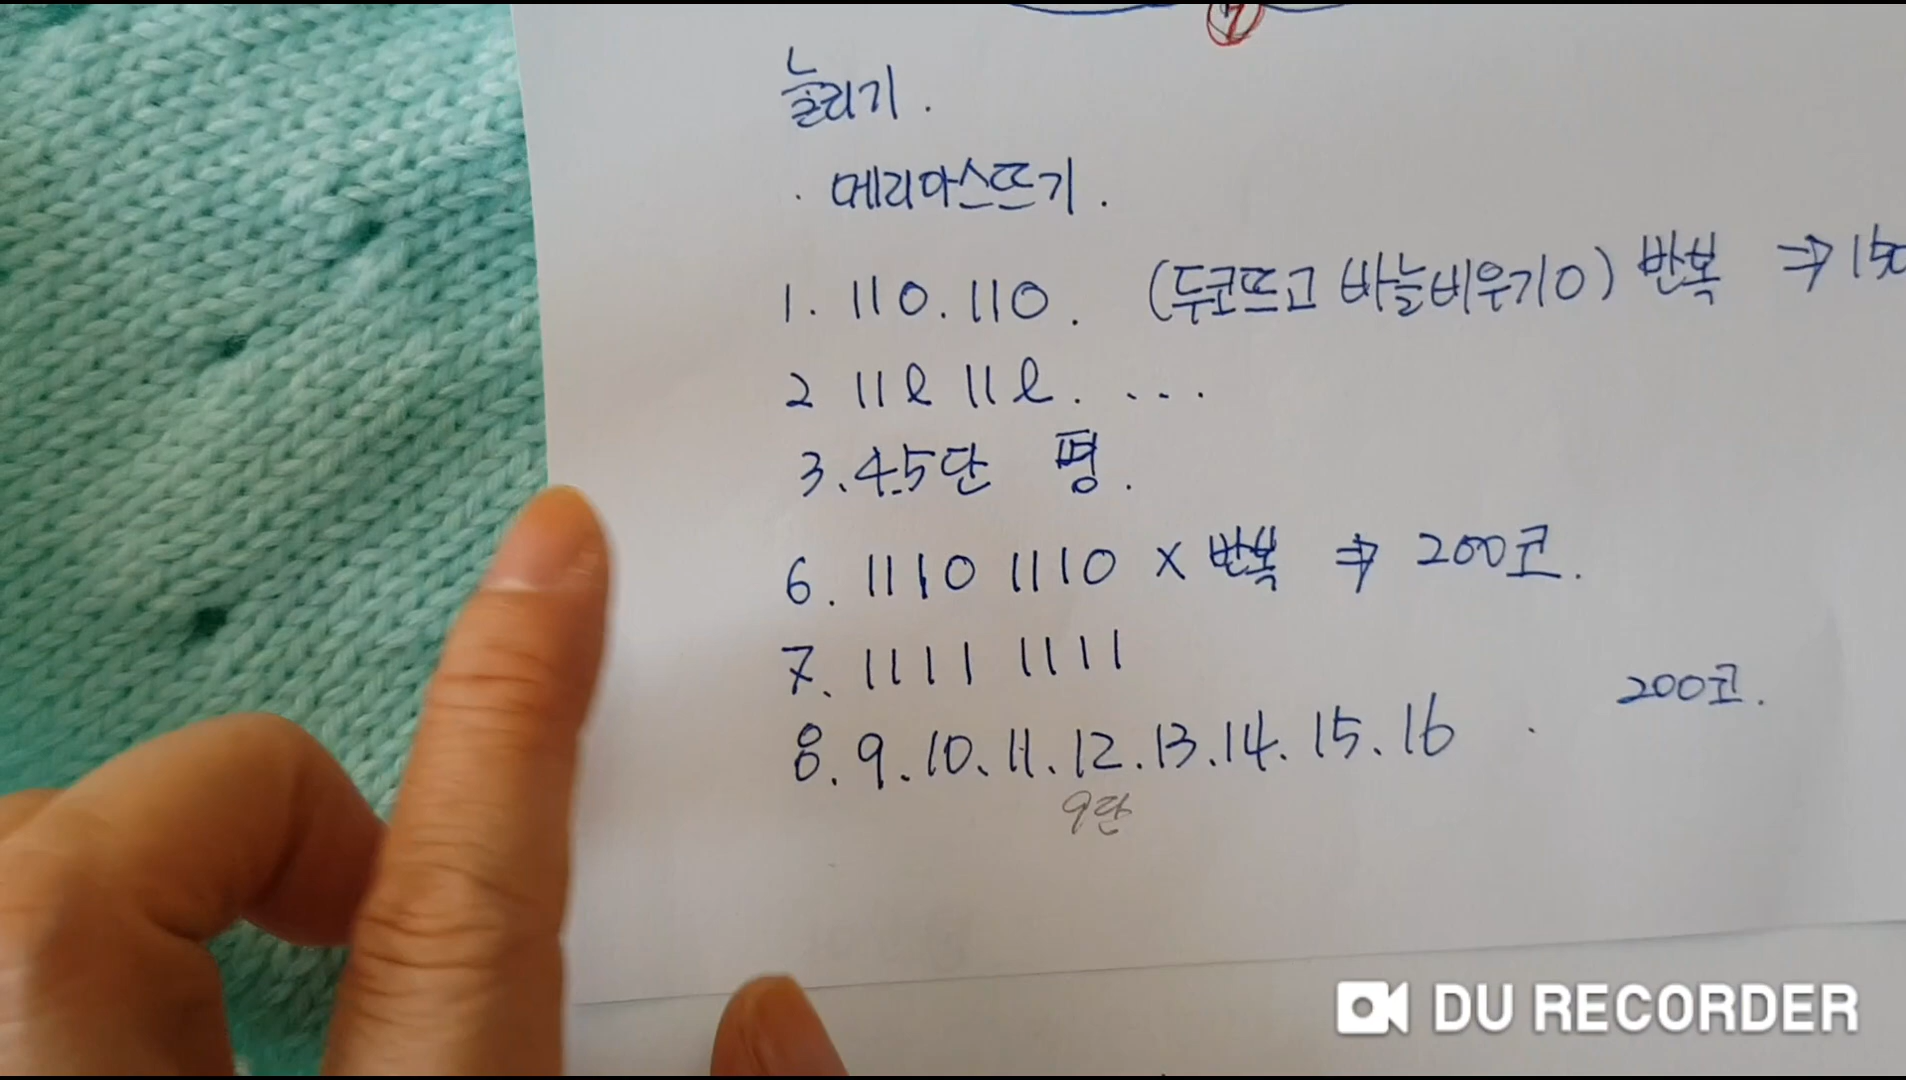 7
늘리기.
· 메리아스뜨기.
1. 110. 110. (두코뜨고 바늘비우기0) 반복 ⇒ 150
2 11ℓ 11ℓ. ...
3. 4.5단 평.
6. 1110 1110 x 반복 ⇒ 200코.
7. 1111 1111
200코.
8. 9. 10. 11. 12. 13. 14. 15. 16 .
9단
DU RECORDER